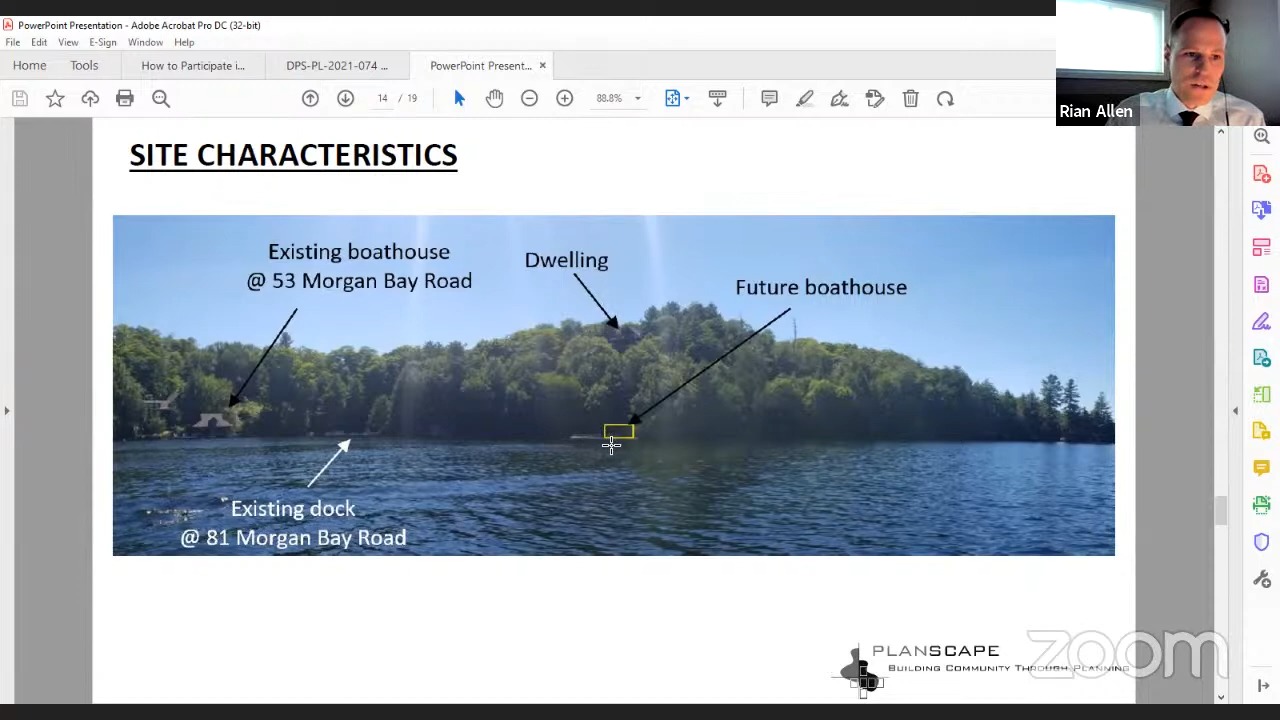 PowerPoint Presentation - Adobe Acrobat Pro DC (32-bit)
File Edit View E-Sign Window Help
Home Tools How to Participate i... DPS-PL-2021-074 ... PowerPoint Present... ×
14 / 19 88.8%
Rian Allen
SITE CHARACTERISTICS
Existing boathouse
@ 53 Morgan Bay Road
Dwelling
Future boathouse
Existing dock
@ 81 Morgan Bay Road
PLANSCAPE
BUILDING COMMUNITY THROUGH PLANNING
zoom